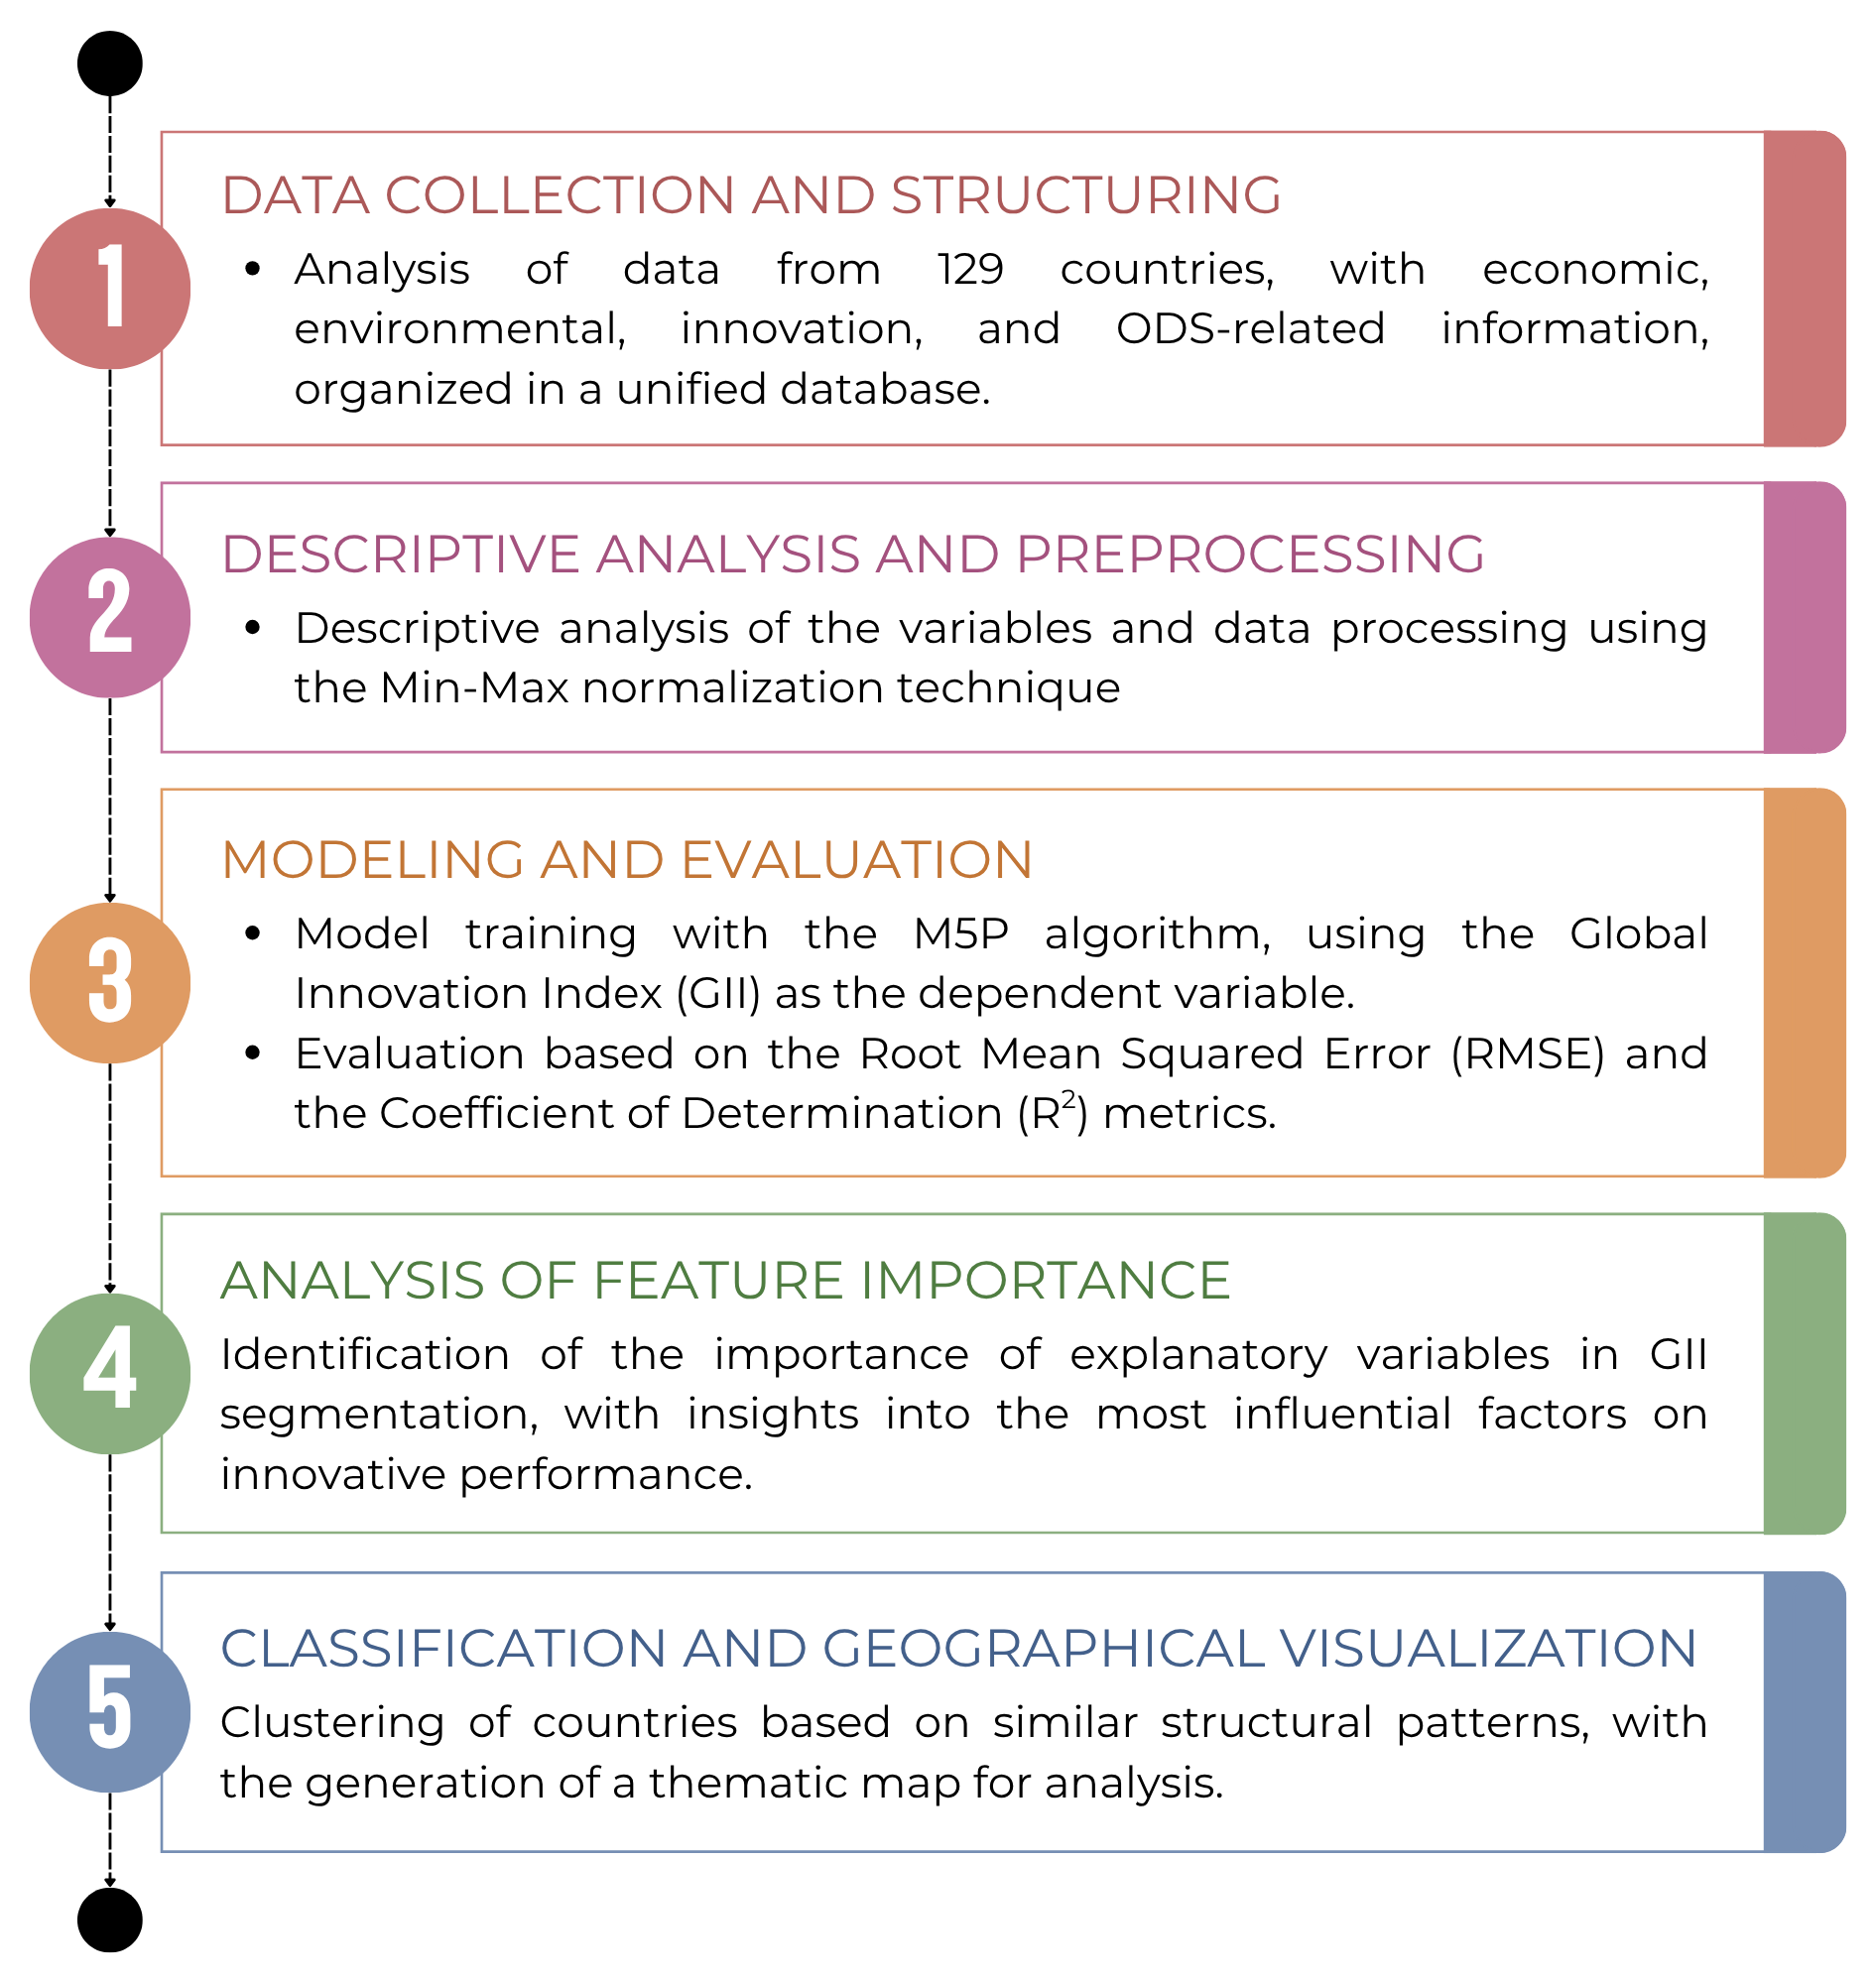 1
DATA COLLECTION AND STRUCTURING
• Analysis of data from 129 countries, with economic,
environmental, innovation, and ODS-related information,
organized in a unified database.
2
DESCRIPTIVE ANALYSIS AND PREPROCESSING
• Descriptive analysis of the variables and data processing using
the Min-Max normalization technique
3
MODELING AND EVALUATION
• Model training with the M5P algorithm, using the Global
Innovation Index (GII) as the dependent variable.
• Evaluation based on the Root Mean Squared Error (RMSE) and
the Coefficient of Determination (R²) metrics.
4
ANALYSIS OF FEATURE IMPORTANCE
Identification of the importance of explanatory variables in GII
segmentation, with insights into the most influential factors on
innovative performance.
5
CLASSIFICATION AND GEOGRAPHICAL VISUALIZATION
Clustering of countries based on similar structural patterns, with
the generation of a thematic map for analysis.